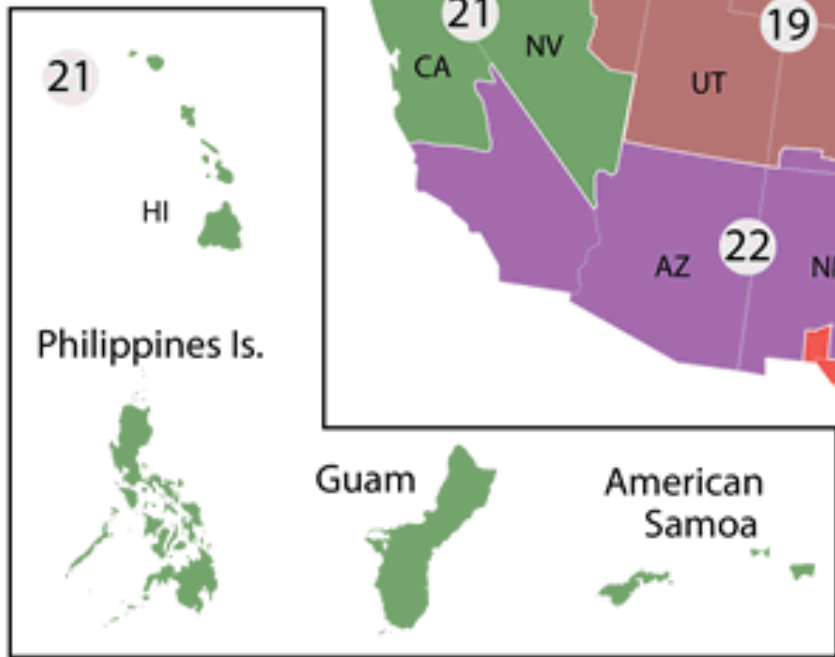 21
19
NV
CA
UT
21
HI
22
AZ
Philippines Is.
Guam
American
Samoa